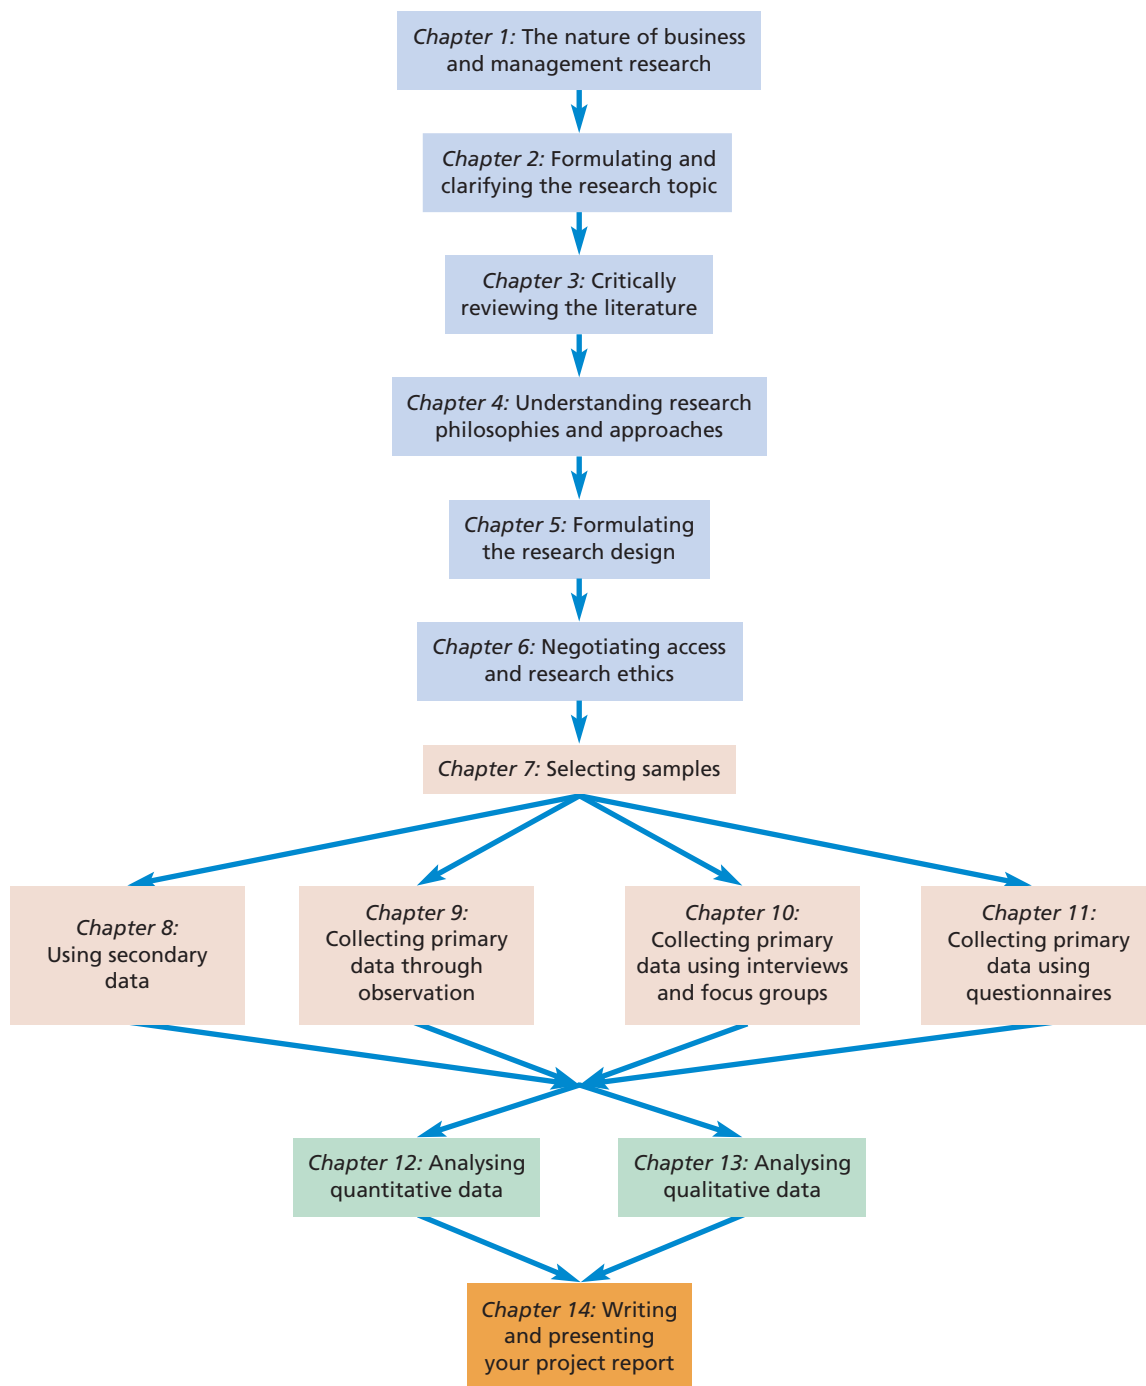 Chapter 1: The nature of business
and management research
Chapter 2: Formulating and
clarifying the research topic
Chapter 3: Critically
reviewing the literature
Chapter 4: Understanding research
philosophies and approaches
Chapter 5: Formulating
the research design
Chapter 6: Negotiating access
and research ethics
Chapter 7: Selecting samples
Chapter 8:
Using secondary
data
Chapter 9:
Collecting primary
data through
observation
Chapter 10:
Collecting primary
data using interviews
and focus groups
Chapter 11:
Collecting primary
data using
questionnaires
Chapter 12: Analysing
quantitative data
Chapter 13: Analysing
qualitative data
Chapter 14: Writing
and presenting
your project report